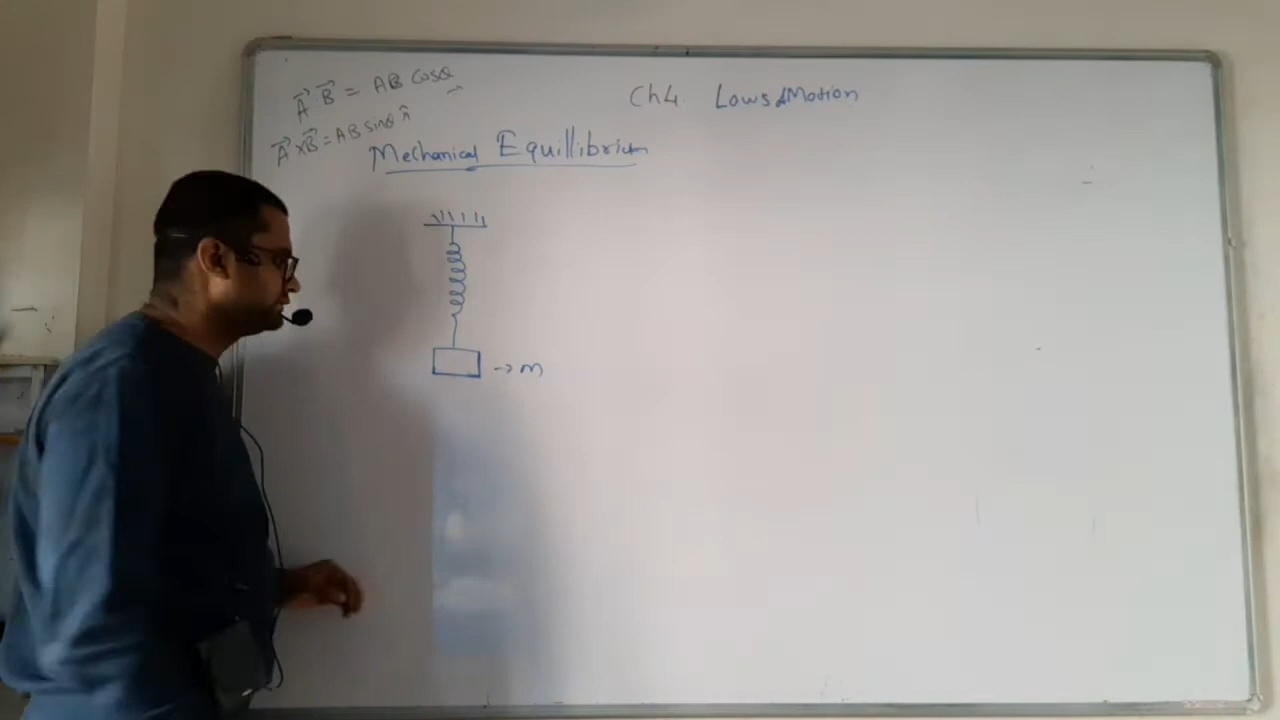 A⃗ B⃗ = AB Cosθ
A⃗ x B⃗ = AB sinθ n̂
Ch4 Laws of Motion
Mechanical Equillibrium
→ m